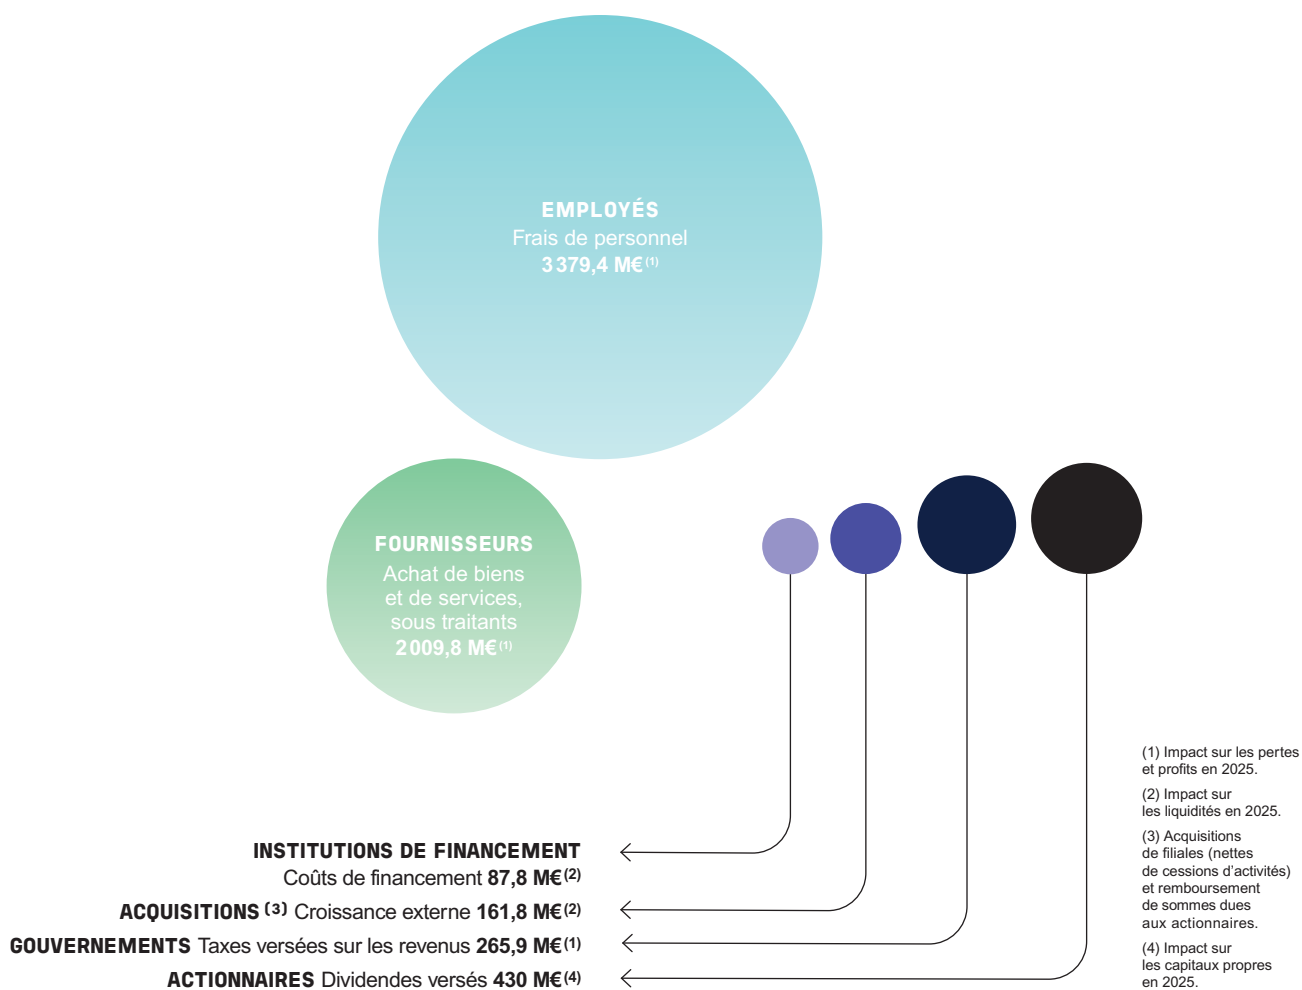 EMPLOYÉS
Frais de personnel
3 379,4 M€ (1)
FOURNISSEURS
Achat de biens
et de services,
sous traitants
2 009,8 M€ (1)
INSTITUTIONS DE FINANCEMENT
Coûts de financement 87,8 M€ (2)
ACQUISITIONS (3) Croissance externe 161,8 M€ (2)
GOUVERNEMENTS Taxes versées sur les revenus 265,9 M€ (1)
ACTIONNAIRES Dividendes versés 430 M€ (4)
(1) Impact sur les pertes
et profits en 2025.
(2) Impact sur
les liquidités en 2025.
(3) Acquisitions
de filiales (nettes
de cessions d'activités)
et remboursement
de sommes dues
aux actionnaires.
(4) Impact sur
les capitaux propres
en 2025.